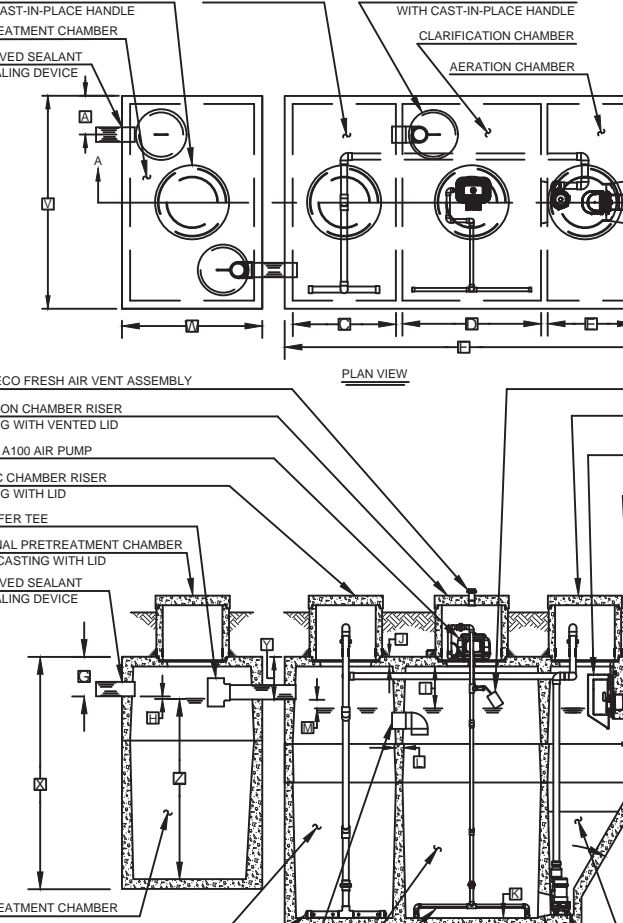 CAST-IN-PLACE HANDLE
WITH CAST-IN-PLACE HANDLE
EATMENT CHAMBER
CLARIFICATION CHAMBER
VED SEALANT
ALING DEVICE
AERATION CHAMBER
A
A
V
W
C
D
E
F
PLAN VIEW
ECO FRESH AIR VENT ASSEMBLY
ON CHAMBER RISER
G WITH VENTED LID
A100 AIR PUMP
C CHAMBER RISER
G WITH LID
FER TEE
NAL PRETREATMENT CHAMBER
CASTING WITH LID
VED SEALANT
ALING DEVICE
Y
J
G
I
H
M
L
X
Z
K
EATMENT CHAMBER